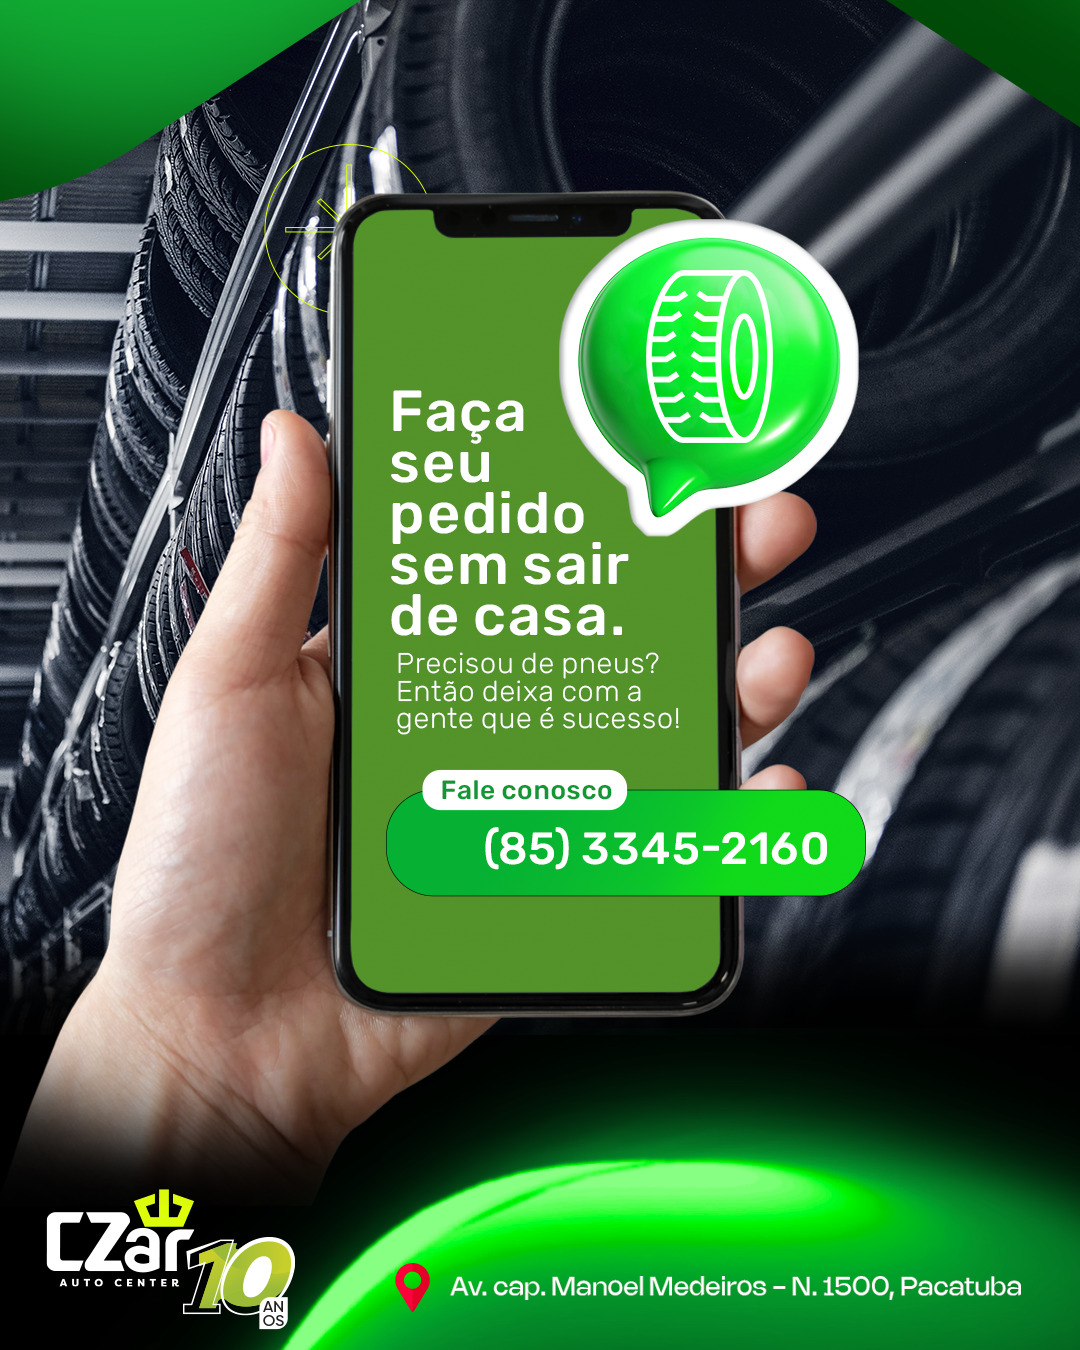 Faça
seu
pedido
sem sair
de casa.
Precisou de pneus?
Então deixa com a
gente que é sucesso!
Fale conosco
(85) 3345-2160
CZar
AUTO CENTER
10
AN
OS
Av. cap. Manoel Medeiros - N. 1500, Pacatuba